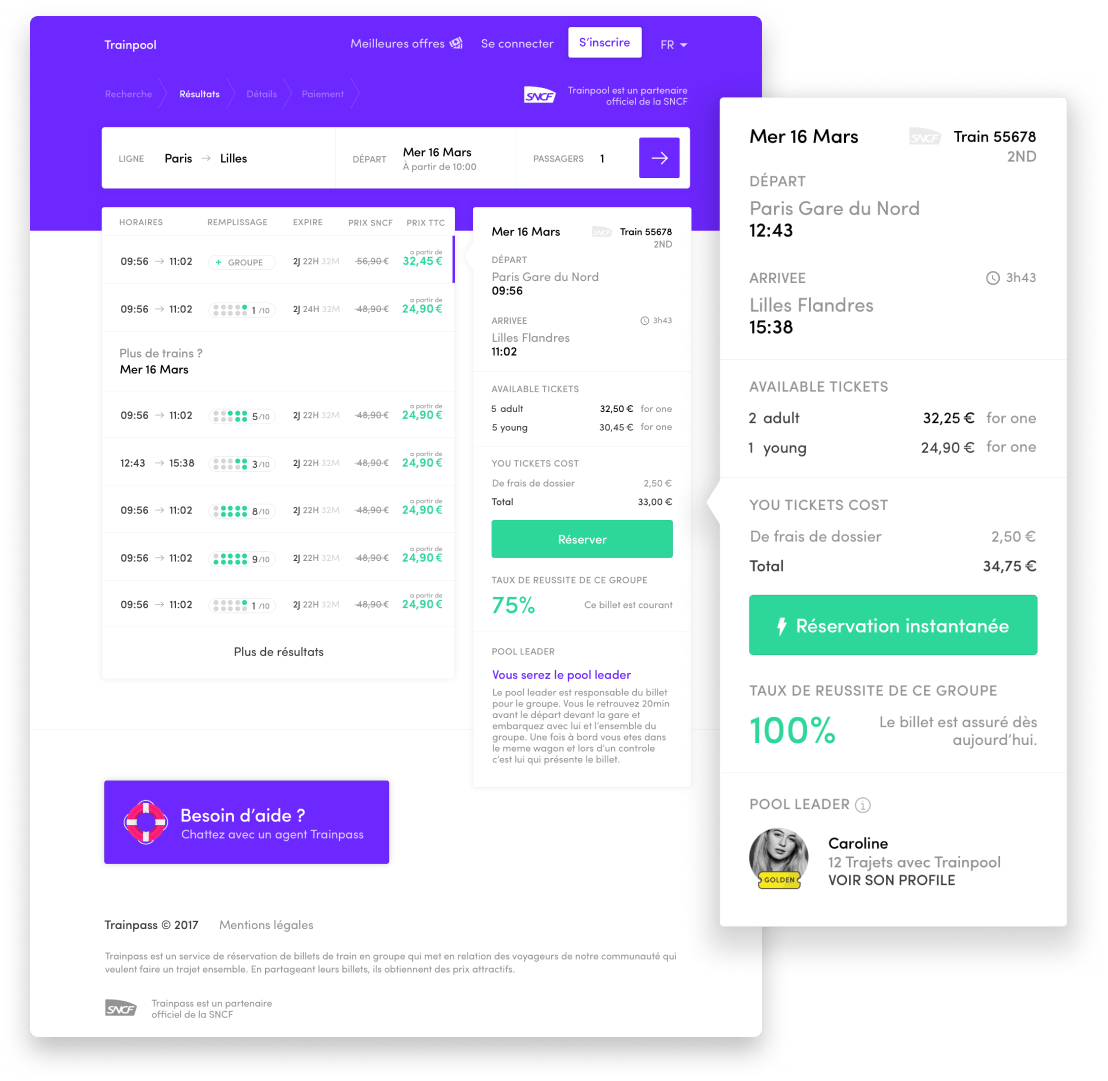 Trainpool
Meilleures offres
Se connecter
S'inscrire
FR
Recherche
Résultats
Détails
Paiement
SNCF
Trainpool est un partenaire
officiel de la SNCF
LIGNE Paris → Lilles
DÉPART
Mer 16 Mars
À partir de 10:00
PASSAGERS 1
HORAIRES REMPLISSAGE EXPIRE PRIX SNCF PRIX TTC
a partir de
09:56 → 11:02 + GROUPE 2J 22H 32M 56,90 € 32,45 €
a partir de
09:56 → 11:02 1 /10 2J 24H 32M 48,90 € 24,90 €
Plus de trains ?
Mer 16 Mars
a partir de
09:56 → 11:02 5/10 2J 22H 32M 48,90 € 24,90 €
a partir de
12:43 → 15:38 3/10 2J 22H 32M 48,90 € 24,90 €
a partir de
09:56 → 11:02 8/10 2J 22H 32M 48,90 € 24,90 €
a partir de
09:56 → 11:02 9/10 2J 22H 32M 48,90 € 24,90 €
a partir de
09:56 → 11:02 1 /10 2J 22H 32M 48,90 € 24,90 €
Plus de résultats
Mer 16 Mars SNCF Train 55678
2ND
DÉPART
Paris Gare du Nord
09:56
ARRIVEE 3h43
Lilles Flandres
11:02
AVAILABLE TICKETS
5 adult 32,50 € for one
5 young 30,45 € for one
YOU TICKETS COST
De frais de dossier 2,50 €
Total 33,00 €
Réserver
TAUX DE REUSSITE DE CE GROUPE
75% Ce billet est courant
POOL LEADER
Vous serez le pool leader
Le pool leader est responsable du billet
pour le groupe. Vous le retrouvez 20min
avant le départ devant la gare et
embarquez avec lui et l'ensemble du
groupe. Une fois à bord vous etes dans
le meme wagon et lors d'un controle
c'est lui qui présente le billet.
Mer 16 Mars SNCF Train 55678
2ND
DÉPART
Paris Gare du Nord
12:43
ARRIVEE 3h43
Lilles Flandres
15:38
AVAILABLE TICKETS
2 adult 32,25 € for one
1 young 24,90 € for one
YOU TICKETS COST
De frais de dossier 2,50 €
Total 34,75 €
Réservation instantanée
TAUX DE REUSSITE DE CE GROUPE
100%
Le billet est assuré dès
aujourd'hui.
POOL LEADER i
GOLDEN
Caroline
12 Trajets avec Trainpool
VOIR SON PROFILE
Besoin d'aide ?
Chattez avec un agent Trainpass
Trainpass © 2017 Mentions légales
Trainpass est un service de réservation de billets de train en groupe qui met en relation des voyageurs de notre communauté qui
veulent faire un trajet ensemble. En partageant leurs billets, ils obtiennent des prix attractifs.
SNCF
Trainpass est un partenaire
officiel de la SNCF